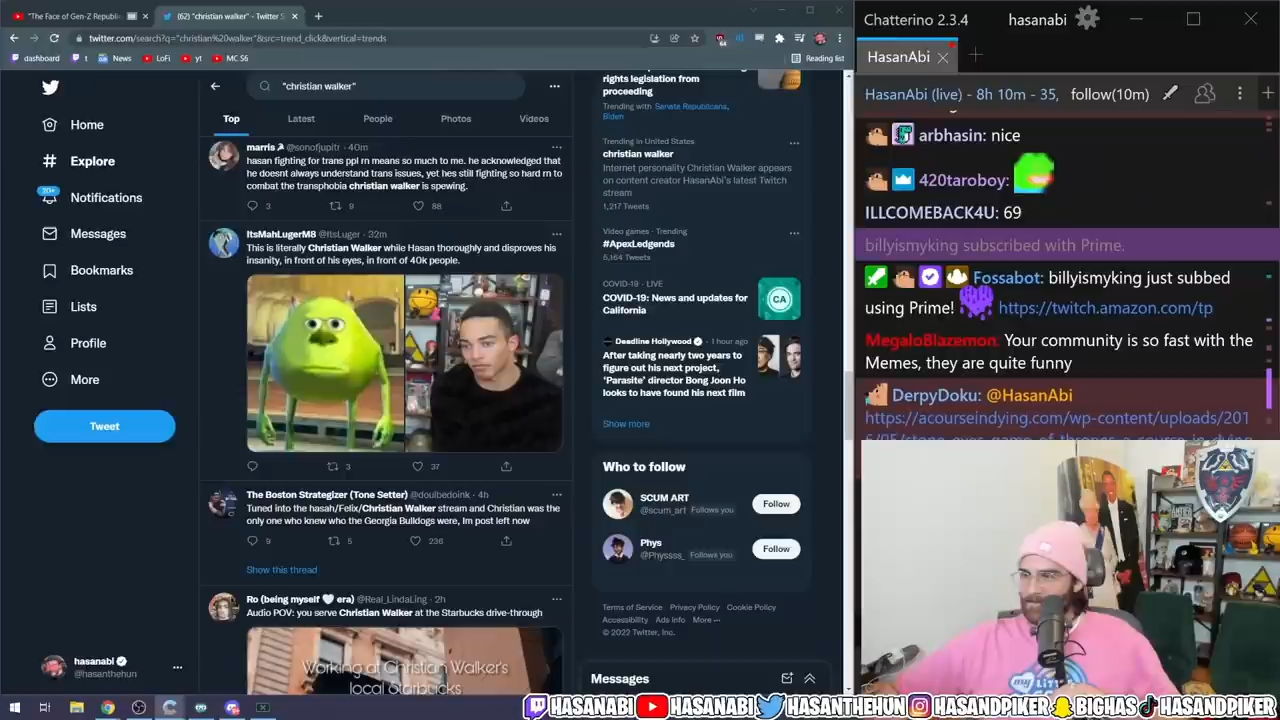 "The Face of Gen-Z Republi
(62) "christian walker" - Twitter S
twitter.com/search?q="christian%20walker"&src=trend_click&vertical=trends
dashboard
t
News
LoFi
yt
MC S6
Reading list
Home
Explore
20+
Notifications
Messages
Bookmarks
Lists
Profile
More
Tweet
hasanabi
@hasanthehun
"christian walker"
Top
Latest
People
Photos
Videos
marris
@sonofjupitr · 40m
hasan fighting for trans ppl rn means so much to me. he acknowledged that
he doesnt always understand trans issues, yet he still fighting so hard rn to
combat the transphobia christian walker is spewing.
3
9
88
ItsMahLugerM8 @ItsLuger · 32m
This is literally Christian Walker while Hasan thoroughly and disproves his
insanity, in front of his eyes, in front of 40k people.
3
37
The Boston Strategizer (Tone Setter) @doulbedoink · 4h
Tuned into the hasah/Felix/Christian Walker stream and Christian was the
only one who knew who the Georgia Bulldogs were, Im post left now
9
5
236
Show this thread
Ro (being myself 🤍 era) @Real_LindaLing · 2h
Audio POV: you serve Christian Walker at the Starbucks drive-through
Working at Christian Walker's
local Starbucks
rights legislation from
proceeding
Trending with Senate Republicans,
Biden
Trending in United States
christian walker
Internet personality Christian Walker appears
on content creator HasanAbi's latest Twitch
stream
1,217 Tweets
Video games · Trending
#ApexLedgends
5,164 Tweets
COVID-19 · LIVE
COVID-19: News and updates for
California
CA
Deadline Hollywood · 1 hour ago
After taking nearly two years to
figure out his next project,
'Parasite' director Bong Joon Ho
looks to have found his next film
Show more
Who to follow
SCUM ART
@scum_art Follows you
Follow
Phys
@Physssss_ Follows you
Follow
Terms of Service Privacy Policy Cookie Policy
Accessibility Ads info More ···
© 2022 Twitter, Inc.
Messages
Chatterino 2.3.4
hasanabi
HasanAbi
HasanAbi (live) - 8h 10m - 35,
follow(10m)
arbhasin: nice
420taroboy:
ILLCOMEBACK4U: 69
billyismyking subscribed with Prime.
Fossabot: billyismyking just subbed
using Prime! https://twitch.amazon.com/tp
MegaloBlazemon: Your community is so fast with the
Memes, they are quite funny
DerpyDoku: @HasanAbi
https://acourseindying.com/wp-content/uploads/201
my Little
HASANABI
HASANABI
HASANTHEHUN
HASANDPIKER
BIGHAS
HASANDPIKER